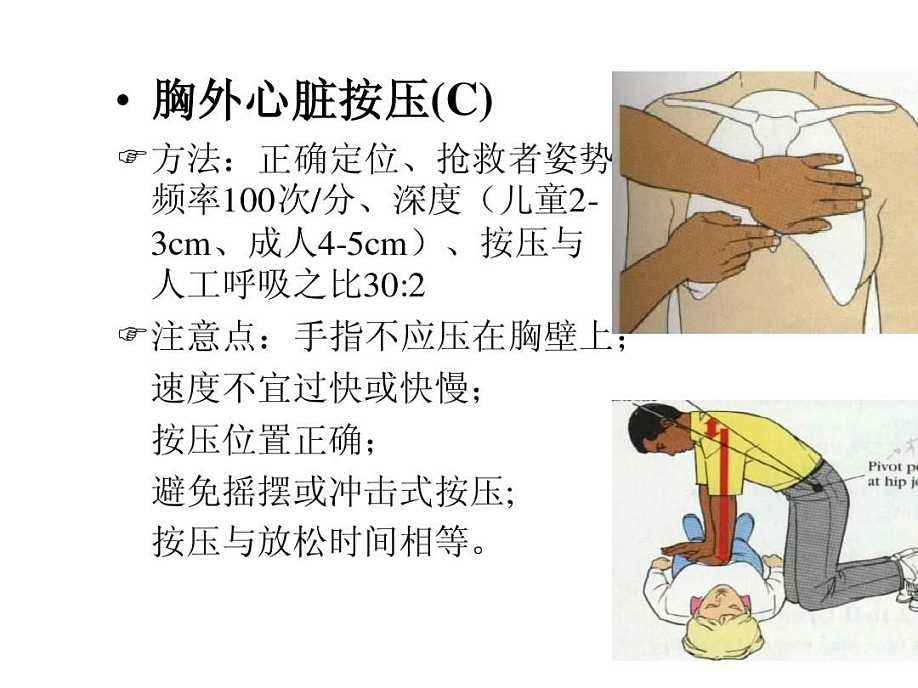 • 胸外心脏按压(C)
☞方法：正确定位、抢救者姿势
频率100次/分、深度（儿童2-
3cm、成人4-5cm）、按压与
人工呼吸之比30:2
☞注意点：手指不应压在胸壁上；
速度不宜过快或快慢；
按压位置正确；
避免摇摆或冲击式按压;
按压与放松时间相等。
Pivot po
at hip jo